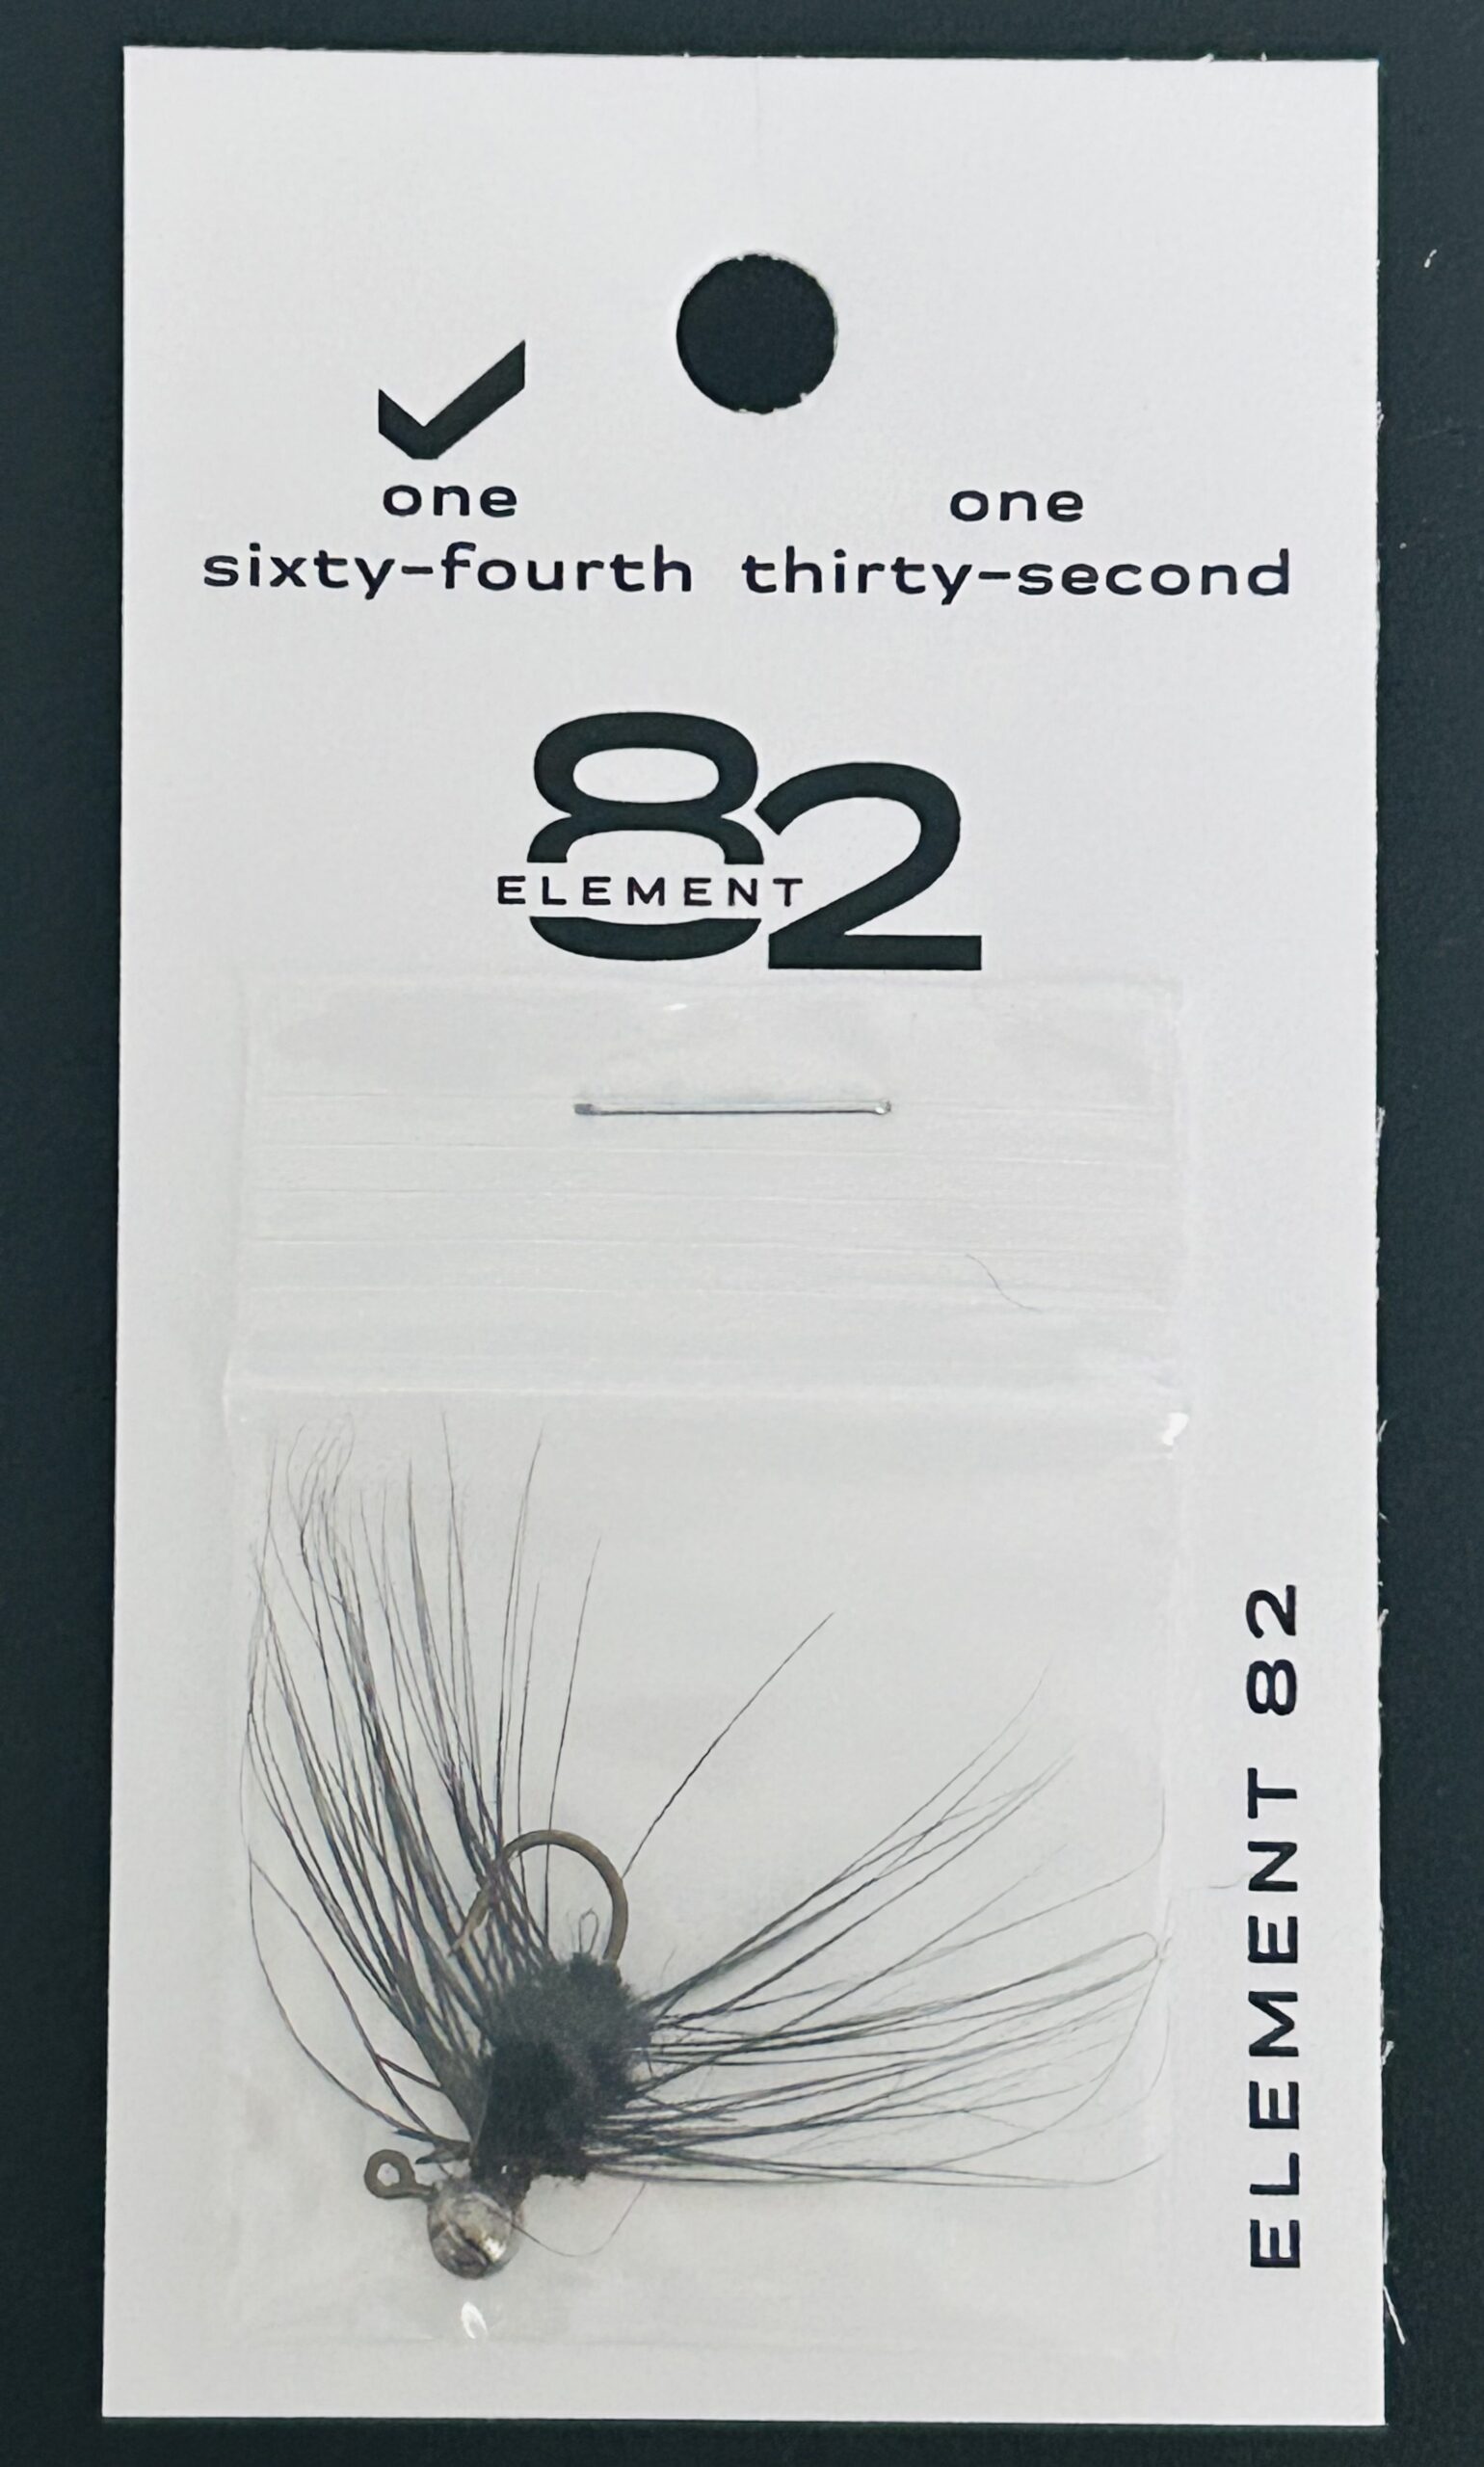 one
sixty-fourth
one
thirty-second
82
ELEMENT
ELEMENT 82